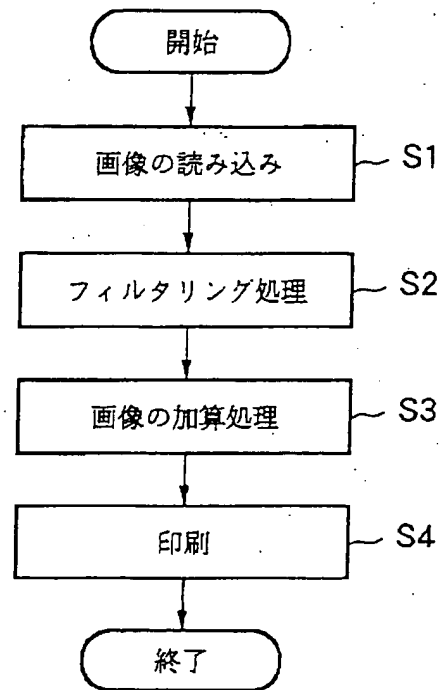 開始
画像の読み込み S1
フィルタリング処理 S2
画像の加算処理 S3
印刷 S4
終了